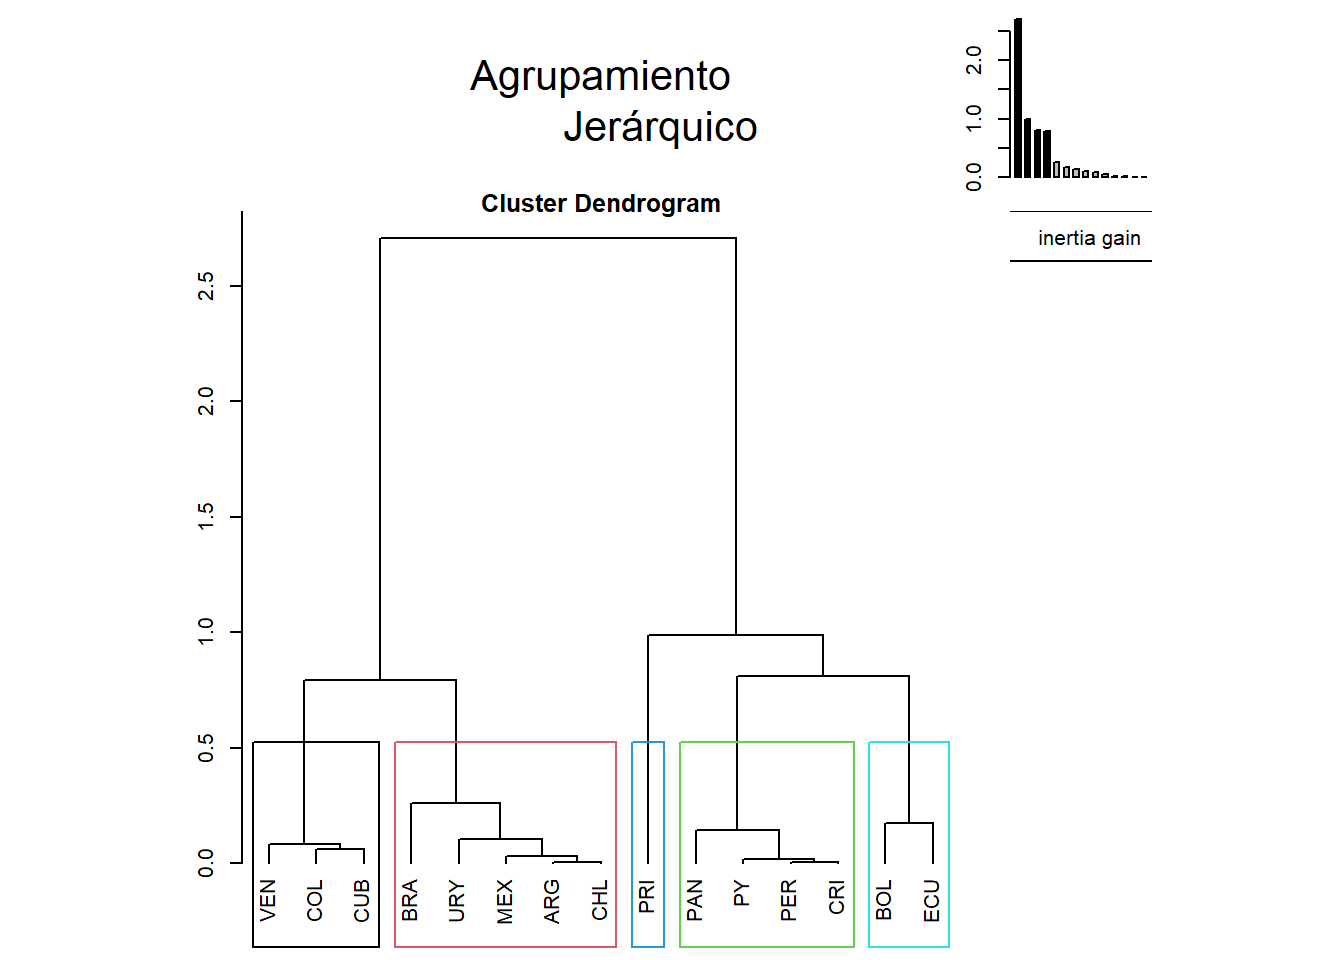 Agrupamiento
Jerárquico
0.0 1.0 2.0
inertia gain
Cluster Dendrogram
0.0 0.5 1.0 1.5 2.0 2.5
VEN COL CUB BRA URY MEX ARG CHL PRI PAN PY PER CRI BOL ECU